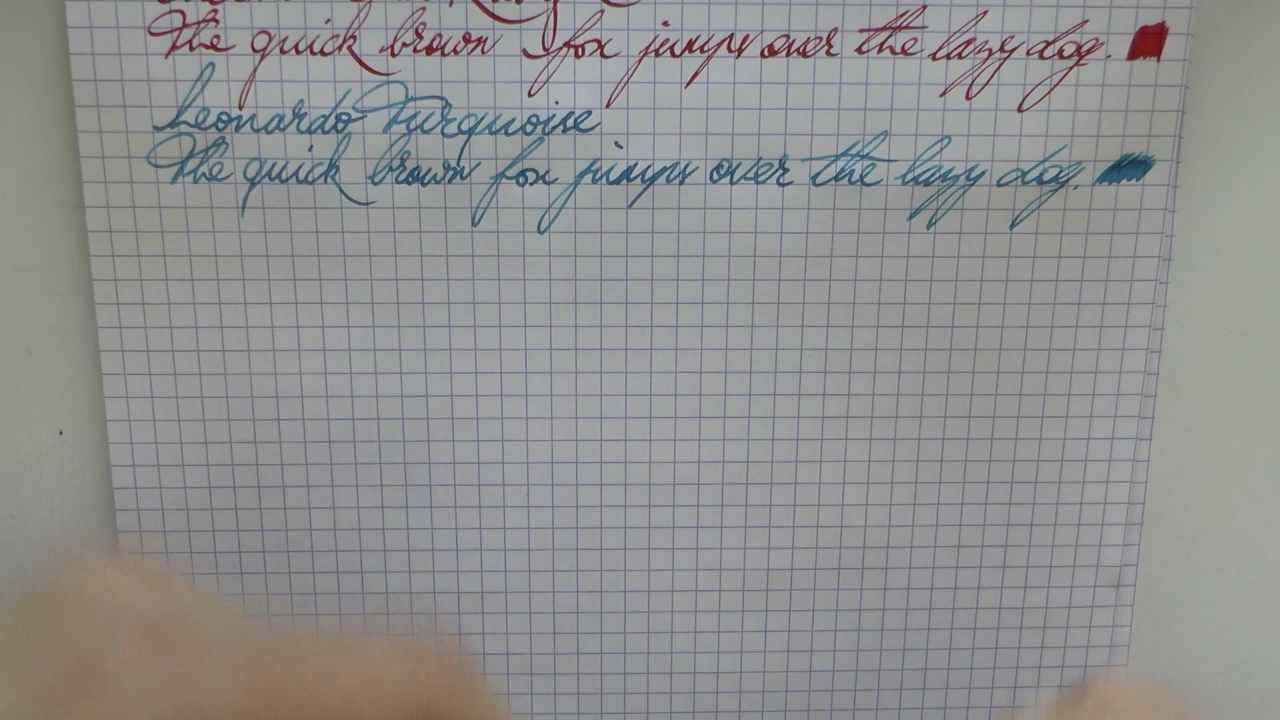 The quick brown fox jumps over the lazy dog.
Leonardo Turquoise
The quick brown fox jumps over the lazy dog.